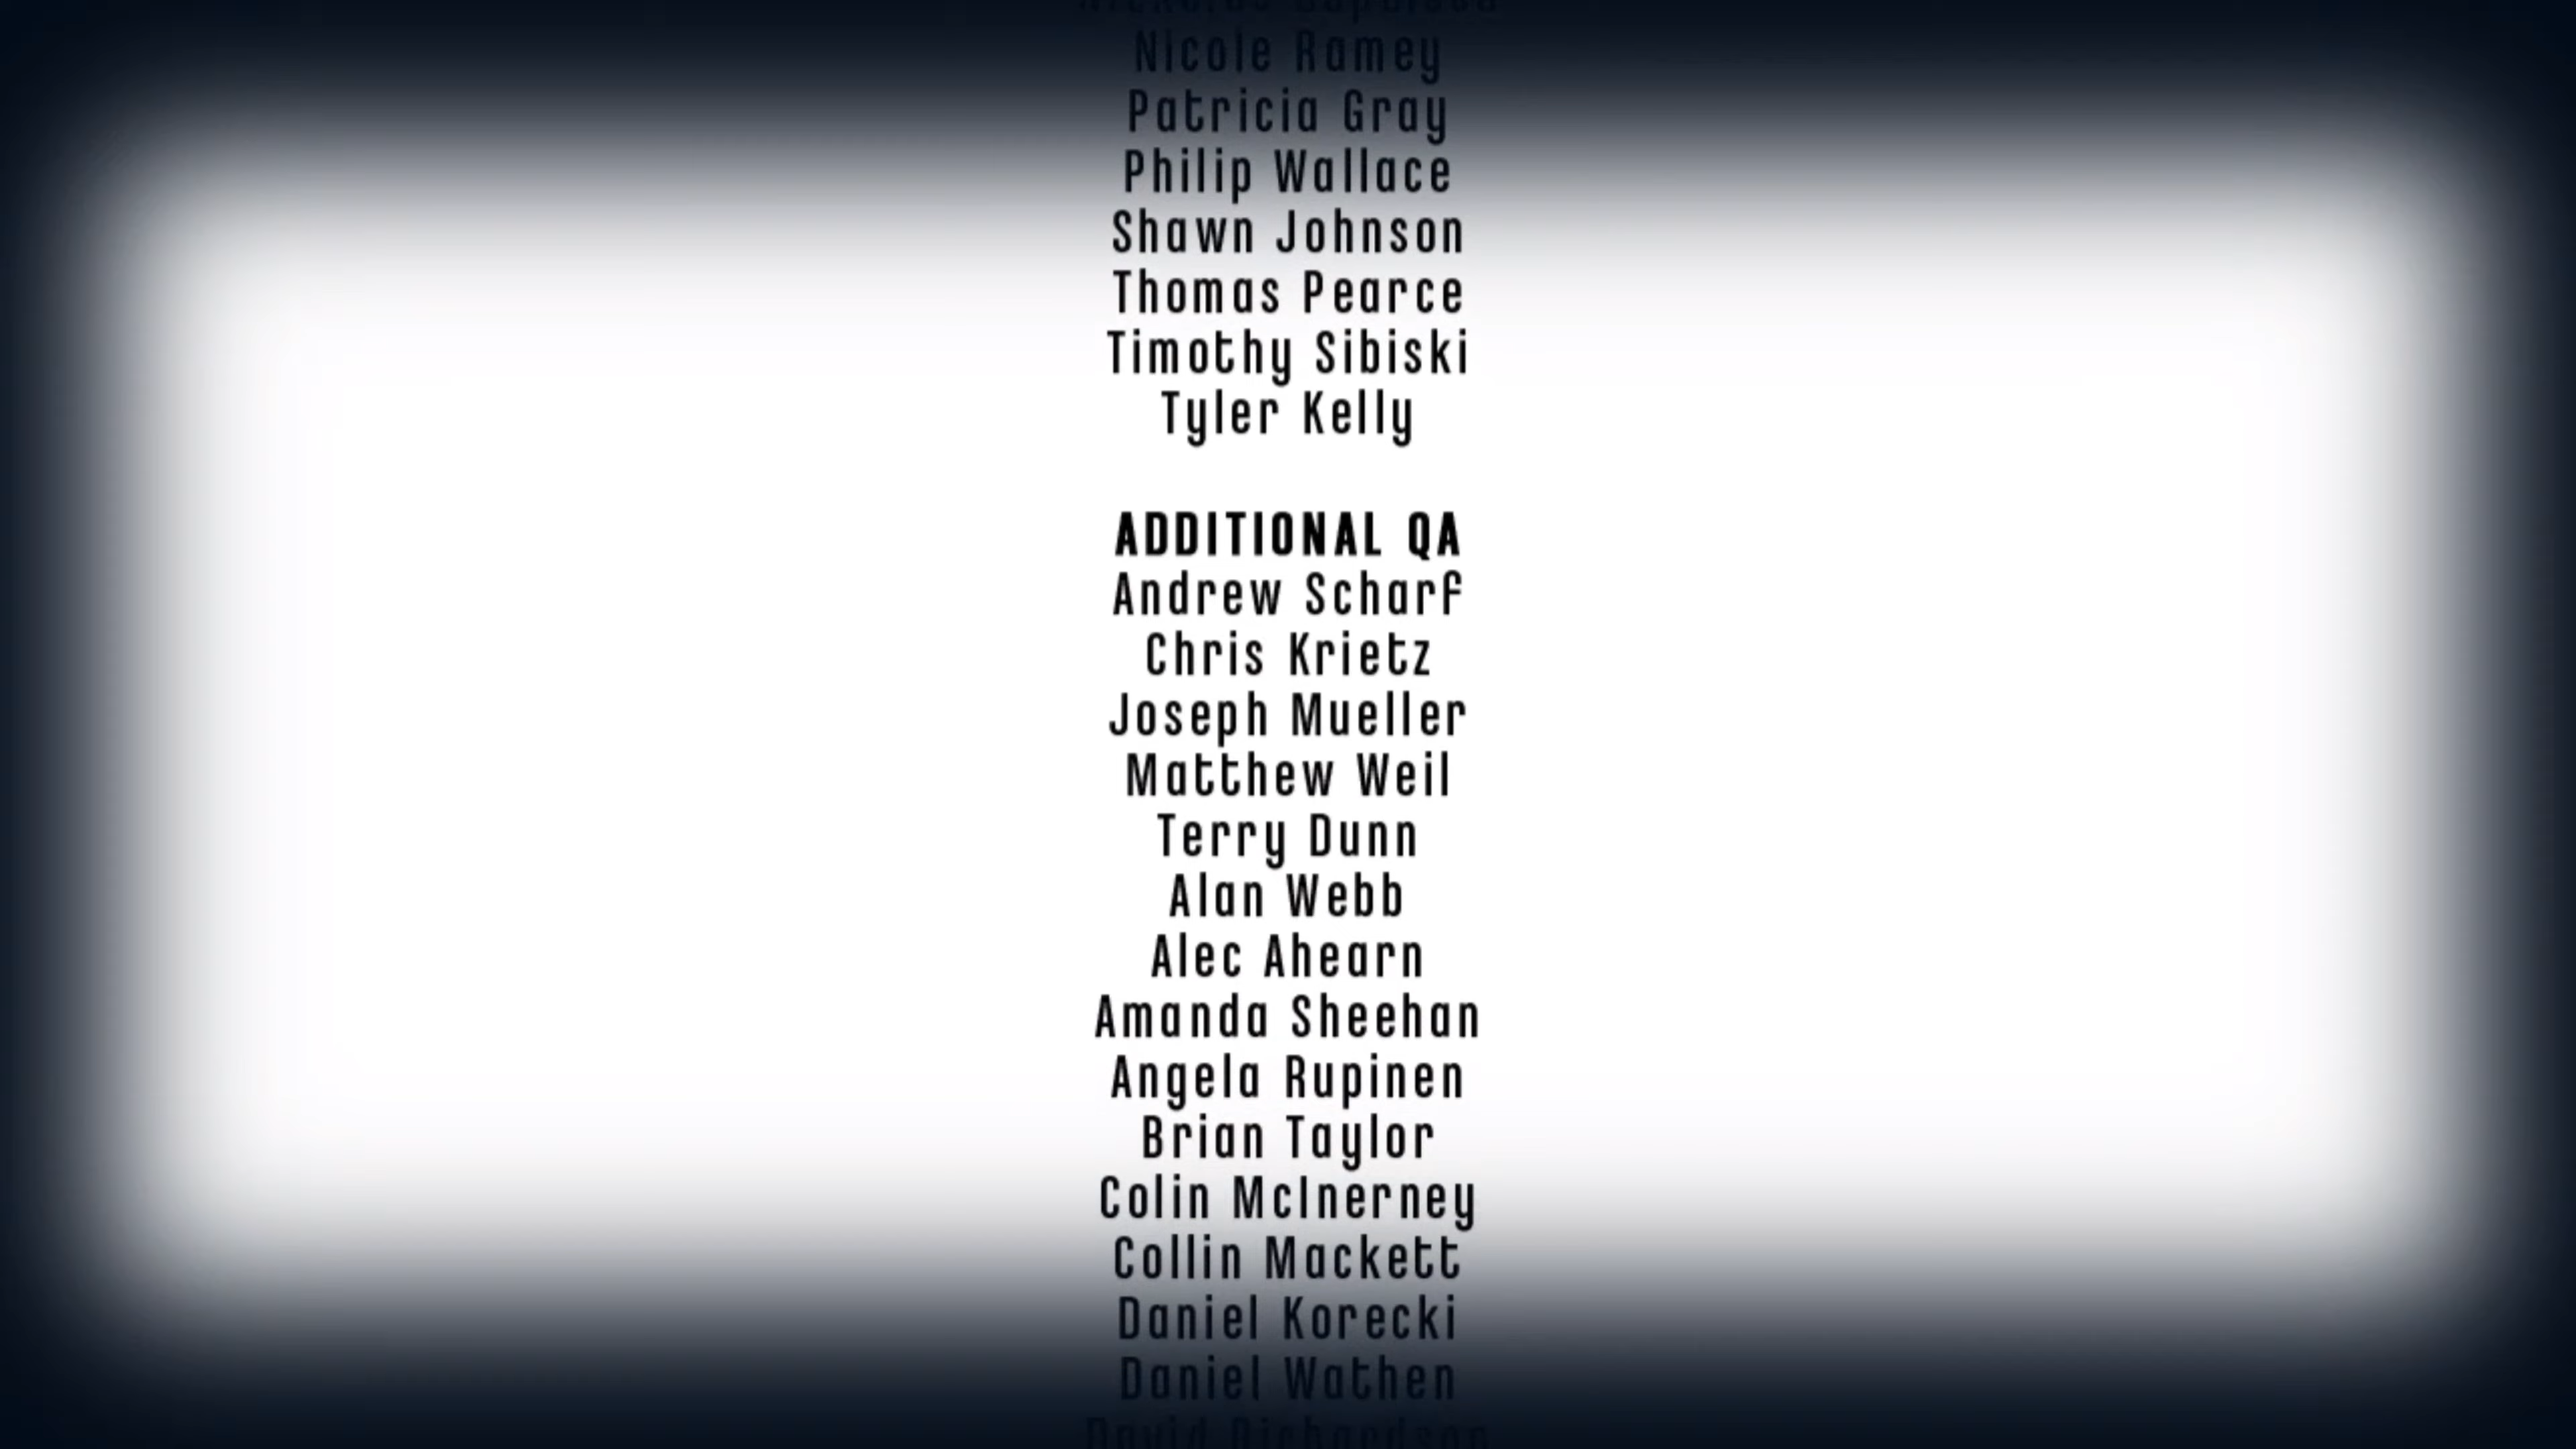 Nicole Ramey
Patricia Gray
Philip Wallace
Shawn Johnson
Thomas Pearce
Timothy Sibiski
Tyler Kelly
ADDITIONAL QA
Andrew Scharf
Chris Krietz
Joseph Mueller
Matthew Weil
Terry Dunn
Alan Webb
Alec Ahearn
Amanda Sheehan
Angela Rupinen
Brian Taylor
Colin McInerney
Collin Mackett
Daniel Korecki
Daniel Wathen
David Richardson